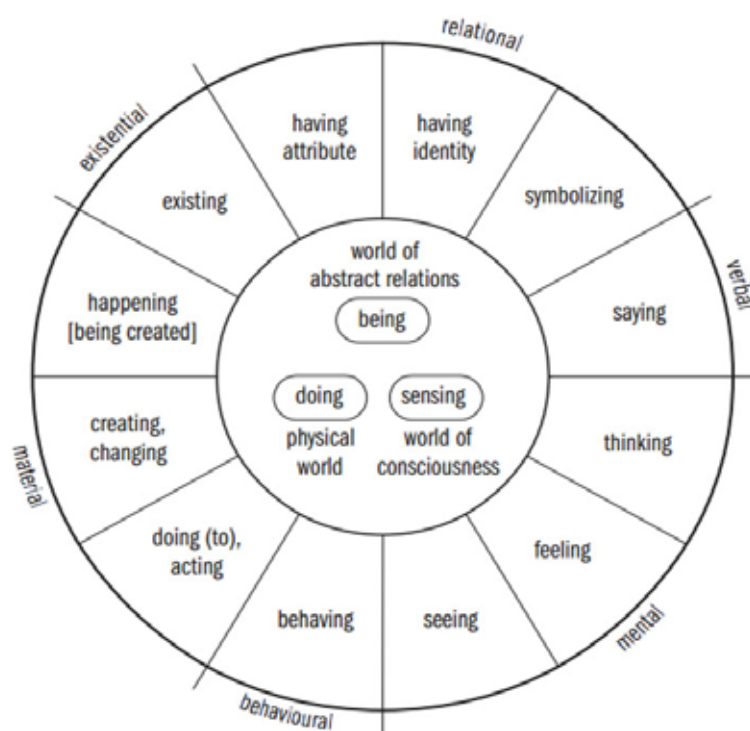 relational
existential
having
attribute
having
identity
existing
symbolizing
world of
abstract relations
being
verbal
happening
[being created]
saying
doing
sensing
physical
world
world of
consciousness
creating,
changing
thinking
material
doing (to),
acting
feeling
behaving
seeing
mental
behavioural